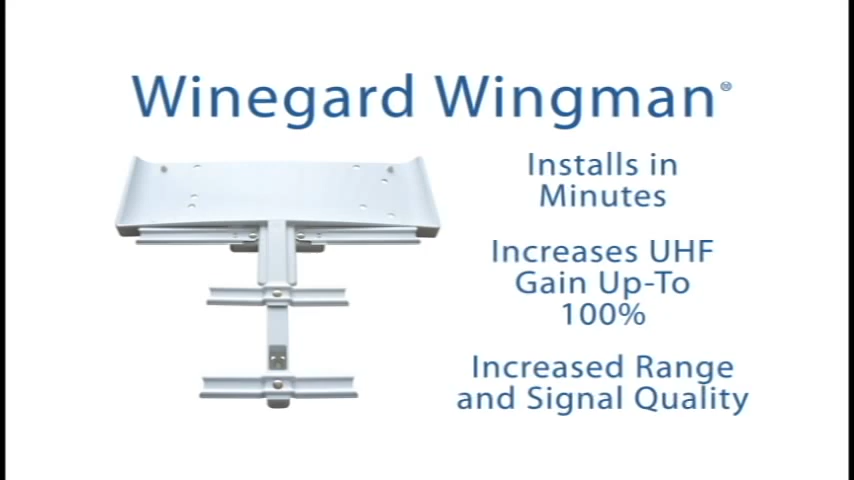 Winegard Wingman®
Installs in
Minutes
Increases UHF
Gain Up-To
100%
Increased Range
and Signal Quality